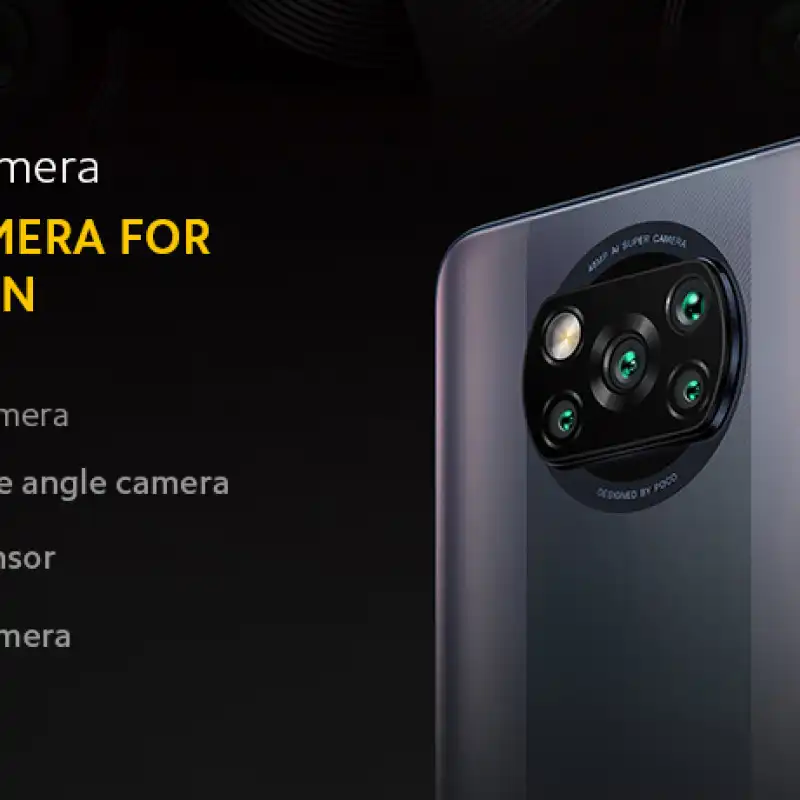 mera
MERA FOR
N
mera
e angle camera
nsor
mera
48MP AI SUPER CAMERA
DESIGNED BY POCO